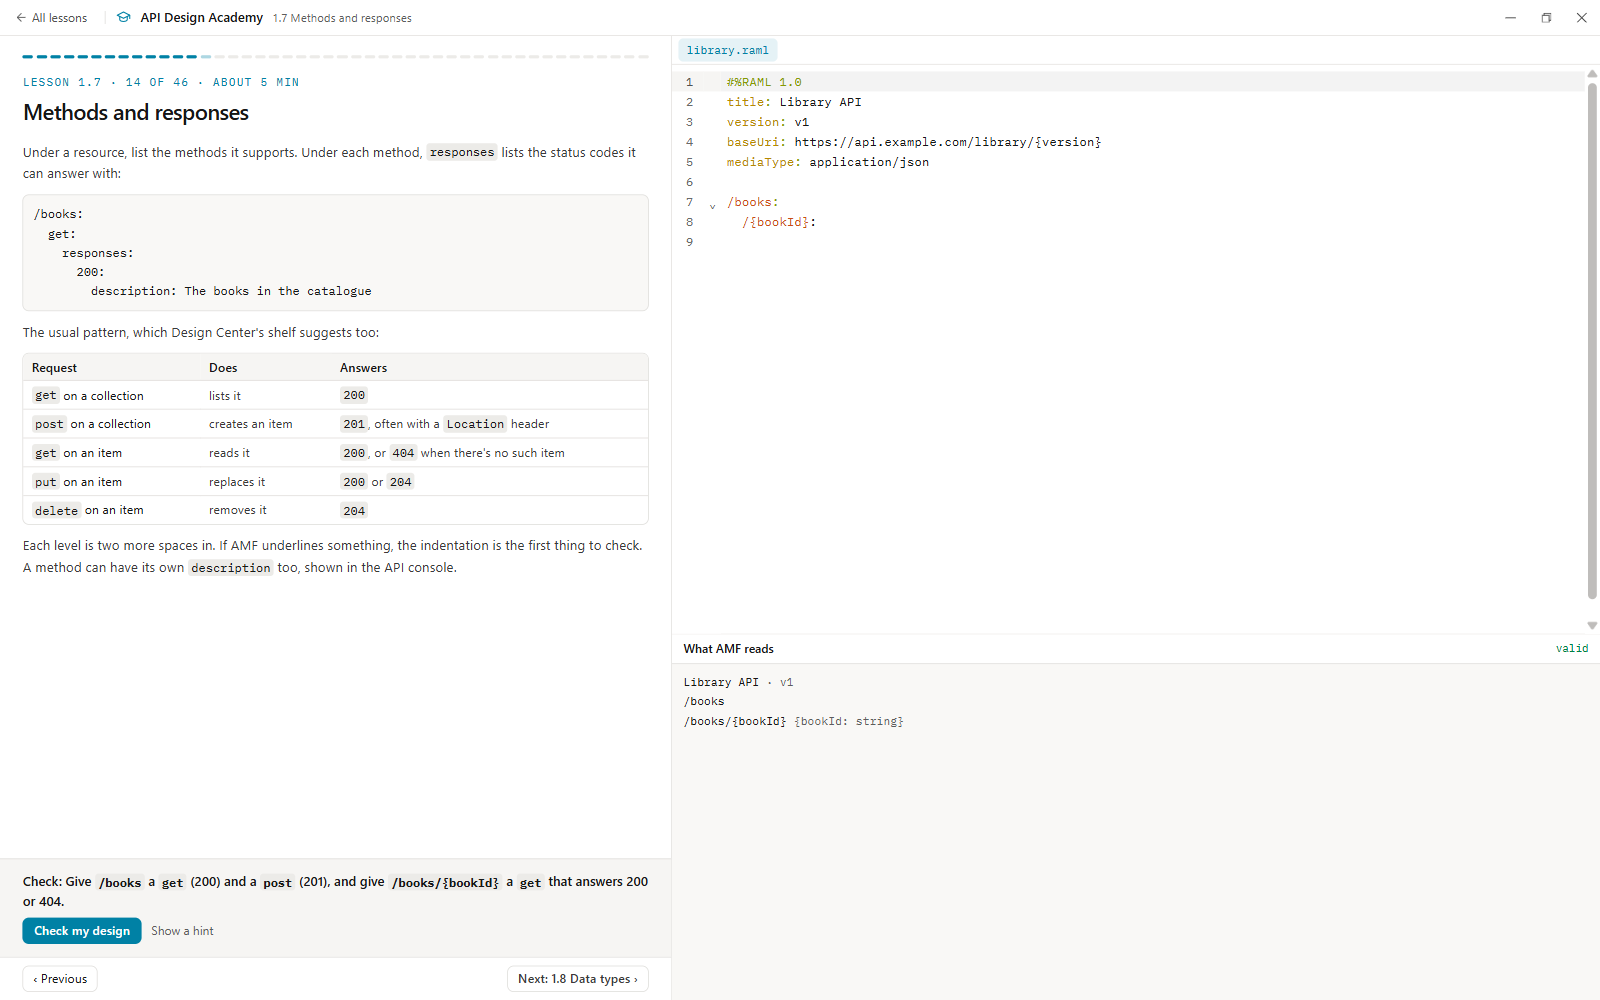 All lessons
API Design Academy
1.7 Methods and responses
LESSON 1.7 · 14 OF 46 · ABOUT 5 MIN
Methods and responses
Under a resource, list the methods it supports. Under each method, responses lists the status codes it
can answer with:
/books:
  get:
    responses:
      200:
        description: The books in the catalogue
The usual pattern, which Design Center's shelf suggests too:
Request Does Answers
get on a collection lists it 200
post on a collection creates an item 201, often with a Location header
get on an item reads it 200, or 404 when there's no such item
put on an item replaces it 200 or 204
delete on an item removes it 204
Each level is two more spaces in. If AMF underlines something, the indentation is the first thing to check.
A method can have its own description too, shown in the API console.
Check: Give /books a get (200) and a post (201), and give /books/{bookId} a get that answers 200
or 404.
Check my design Show a hint
‹ Previous Next: 1.8 Data types ›
library.raml
1 #%RAML 1.0
2 title: Library API
3 version: v1
4 baseUri: https://api.example.com/library/{version}
5 mediaType: application/json
6
7 /books:
8   /{bookId}:
9
What AMF reads valid
Library API · v1
/books
/books/{bookId} {bookId: string}